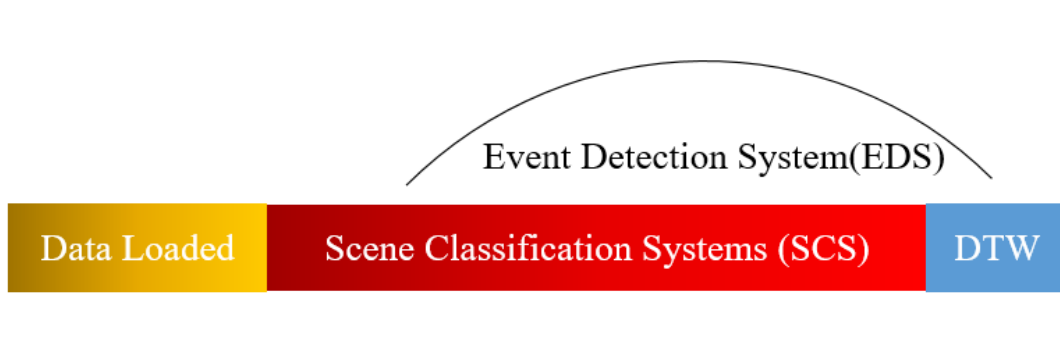 Event Detection System(EDS)
Data Loaded
Scene Classification Systems (SCS)
DTW